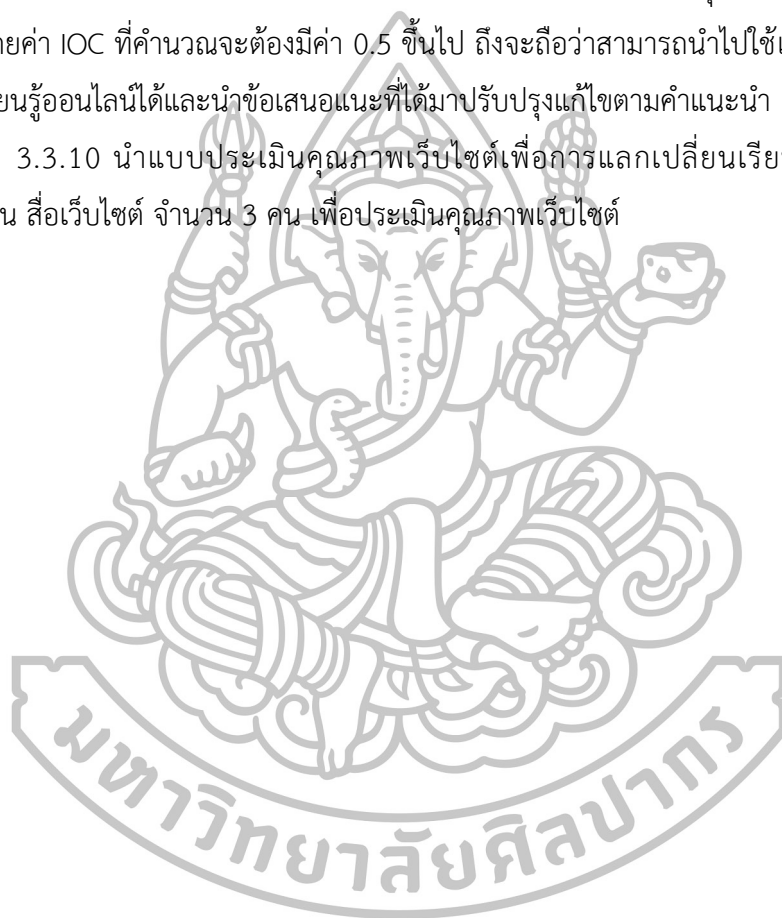 ค่า IOC ที่คำนวณจะต้องมีค่า 0.5 ขึ้นไป ถึงจะถือว่าสามารถนำไปใช้
ออนไลน์ได้และนำข้อเสนอแนะที่ได้มาปรับปรุงแก้ไขตามคำแนะนำ
3.3.10 นำแบบประเมินคุณภาพเว็บไซต์เพื่อการแลกเปลี่ยนเรีย
น สื่อเว็บไซต์ จำนวน 3 คน เพื่อประเมินคุณภาพเว็บไซต์
มหาวิทยาลัยศิลปากร